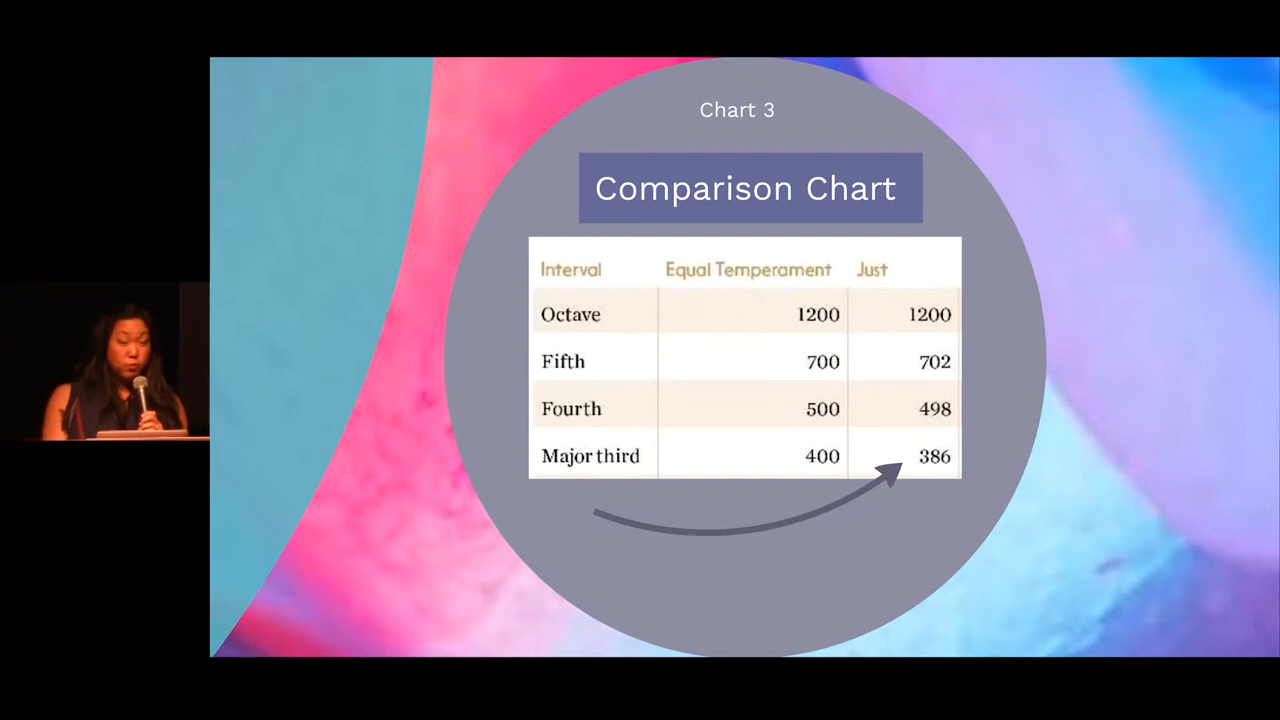 Chart 3
Comparison Chart
Interval Equal Temperament Just
Octave 1200 1200
Fifth 700 702
Fourth 500 498
Major third 400 386